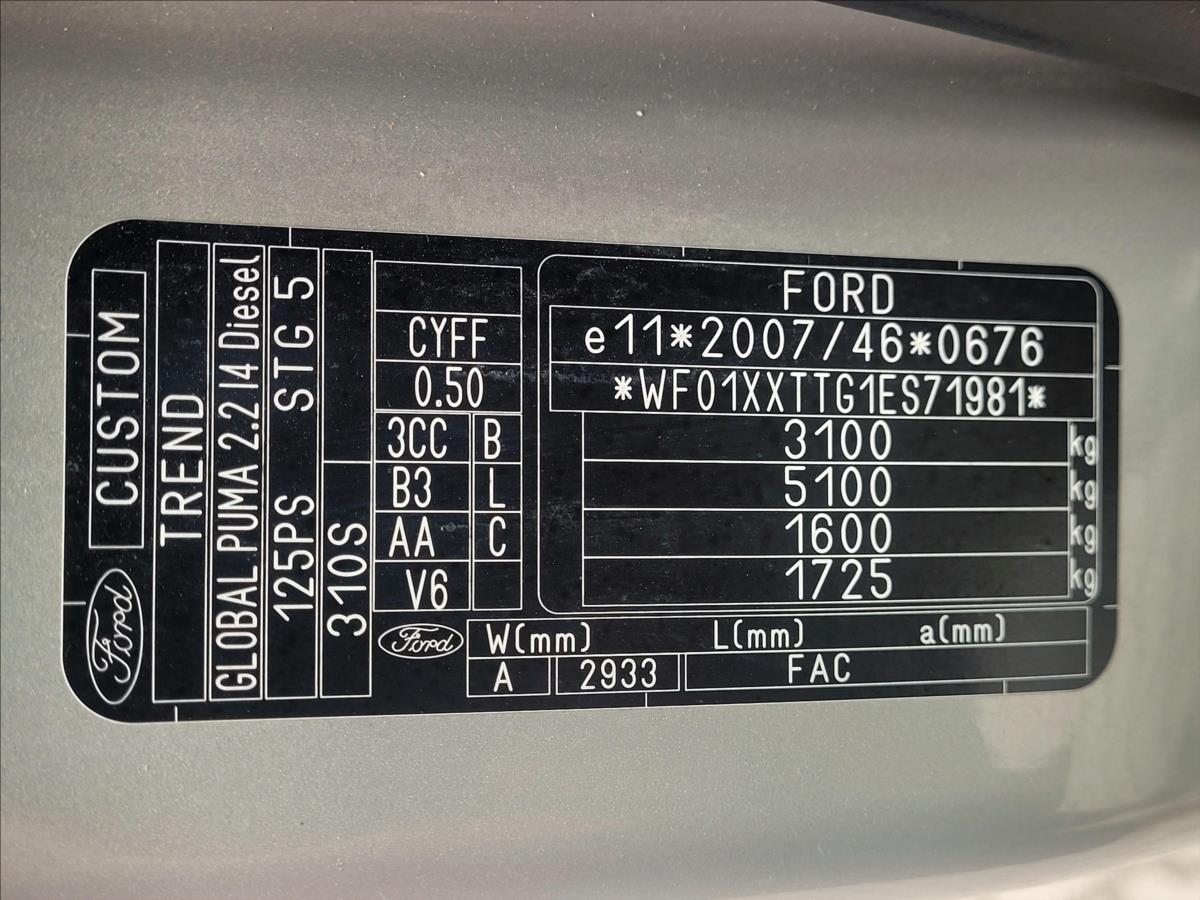 Ford
CUSTOM
TREND
GLOBAL PUMA 2.2 I4 Diesel
125PS STG 5
310S
CYFF
0.50
3CC B
B3 L
AA C
V6
FORD
e11*2007/46*0676
*WF01XXTTG1ES71981*
3100 kg
5100 kg
1600 kg
1725 kg
Ford
W(mm) L(mm) a(mm)
A 2933 FAC